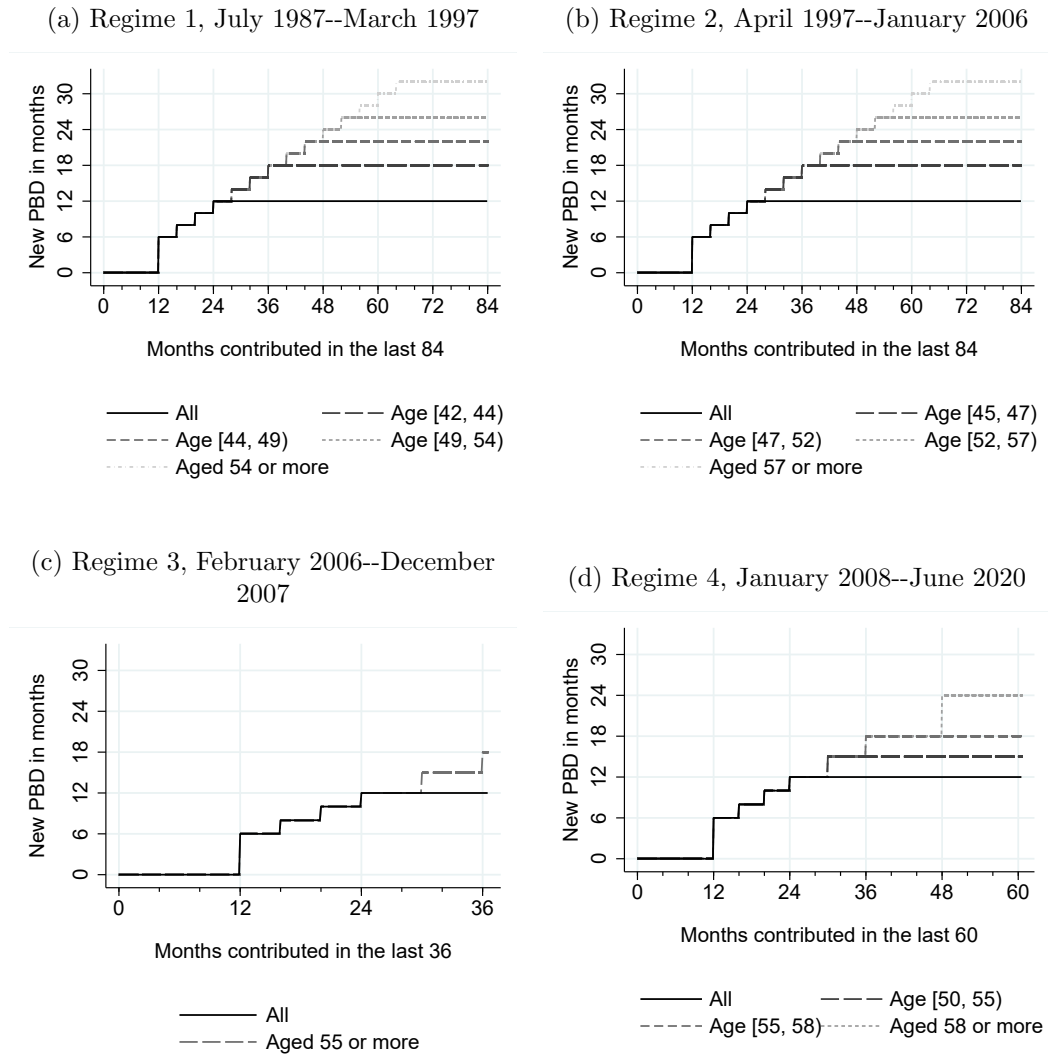 (a) Regime 1, July 1987--March 1997
New PBD in months
30
24
18
12
6
0
0 12 24 36 48 60 72 84
Months contributed in the last 84
All Age [42, 44)
Age [44, 49) Age [49, 54)
Aged 54 or more
(b) Regime 2, April 1997--January 2006
New PBD in months
30
24
18
12
6
0
0 12 24 36 48 60 72 84
Months contributed in the last 84
All Age [45, 47)
Age [47, 52) Age [52, 57)
Aged 57 or more
(c) Regime 3, February 2006--December
2007
New PBD in months
30
24
18
12
6
0
0 12 24 36
Months contributed in the last 36
All
Aged 55 or more
(d) Regime 4, January 2008--June 2020
New PBD in months
30
24
18
12
6
0
0 12 24 36 48 60
Months contributed in the last 60
All Age [50, 55)
Age [55, 58) Aged 58 or more